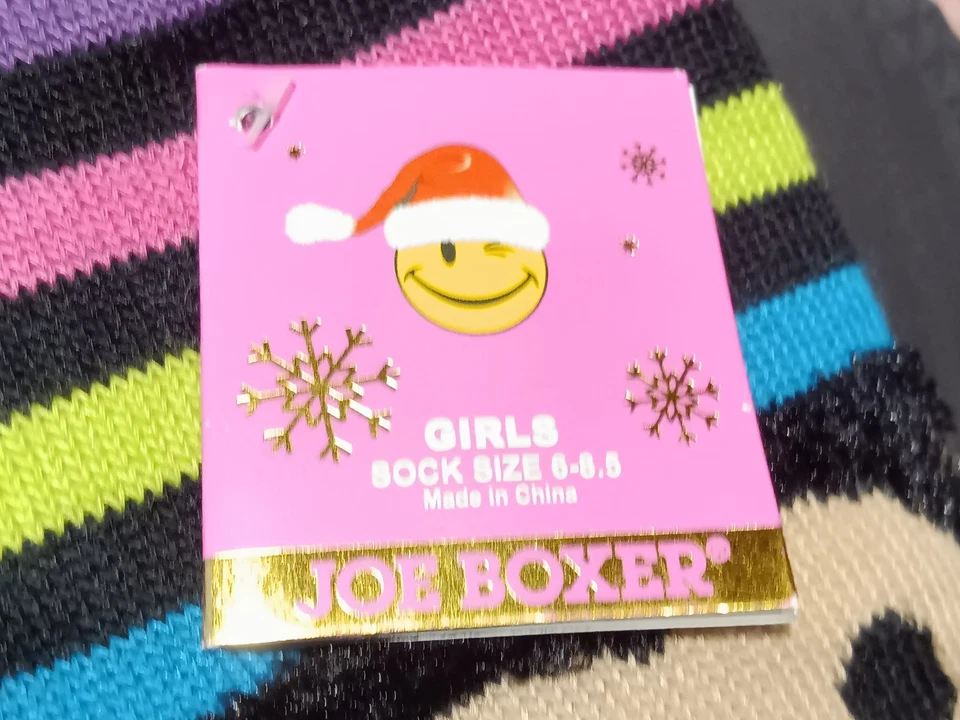 GIRLS
SOCK SIZE 6-8.5
Made in China
JOE BOXER®